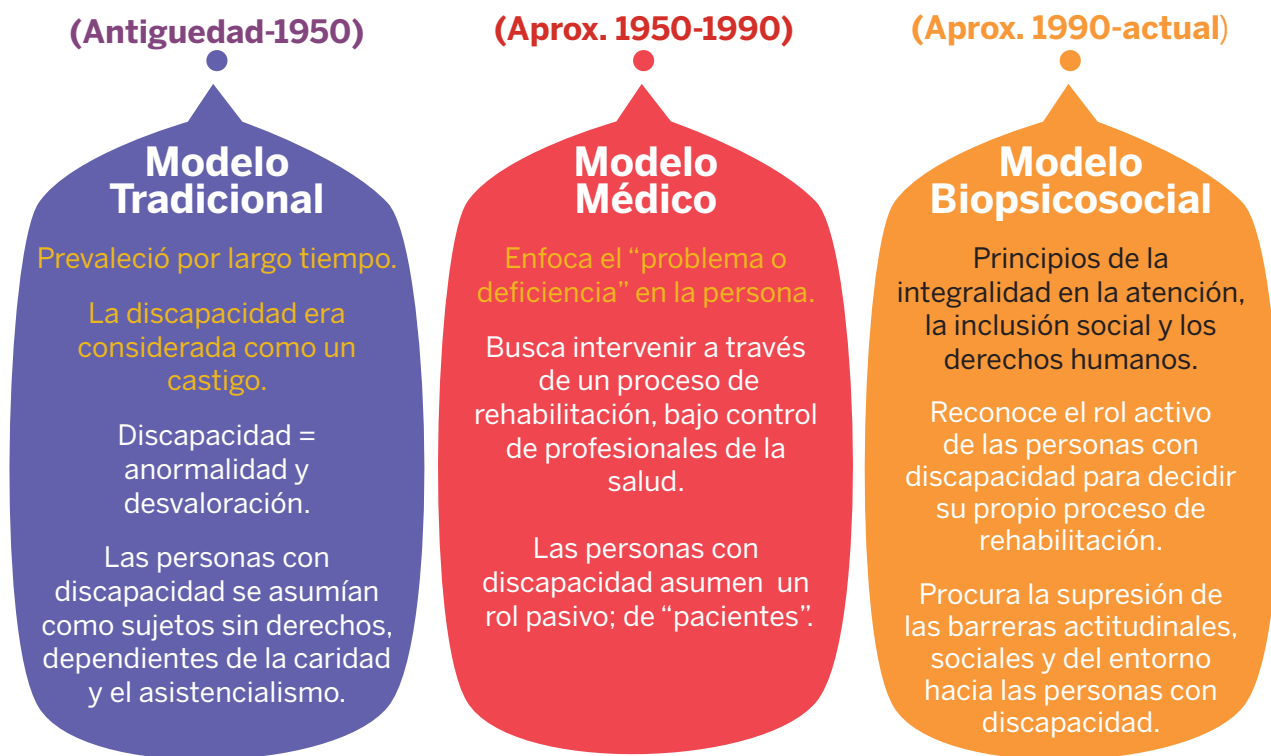 (Antiguedad-1950)
Modelo
Tradicional
Prevaleció por largo tiempo.
La discapacidad era
considerada como un
castigo.
Discapacidad =
anormalidad y
desvaloración.
Las personas con
discapacidad se asumían
como sujetos sin derechos,
dependientes de la caridad
y el asistencialismo.
(Aprox. 1950-1990)
Modelo
Médico
Enfoca el “problema o
deficiencia” en la persona.
Busca intervenir a través
de un proceso de
rehabilitación, bajo control
de profesionales de la
salud.
Las personas con
discapacidad asumen un
rol pasivo; de “pacientes”.
(Aprox. 1990-actual)
Modelo
Biopsicosocial
Principios de la
integralidad en la atención,
la inclusión social y los
derechos humanos.
Reconoce el rol activo
de las personas con
discapacidad para decidir
su propio proceso de
rehabilitación.
Procura la supresión de
las barreras actitudinales,
sociales y del entorno
hacia las personas con
discapacidad.